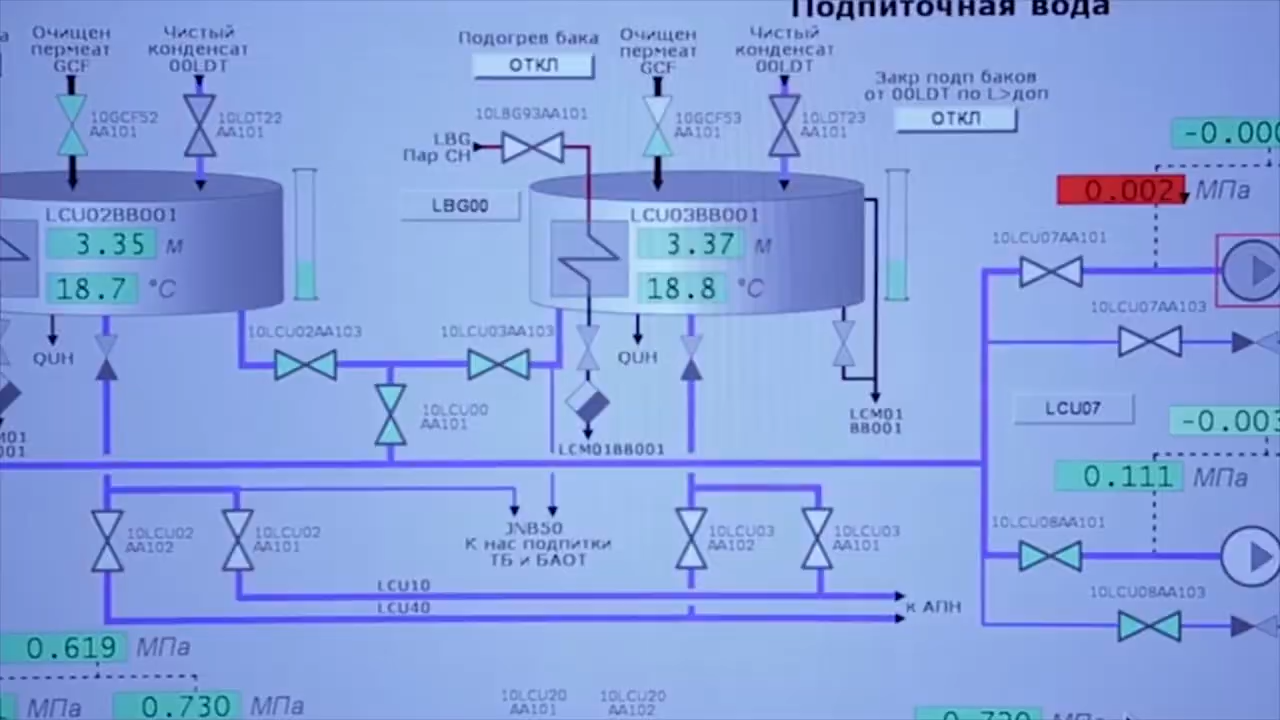 Подпиточная вода
Очищен
пермеат
GCF
Чистый
конденсат
00LDT
Подогрев бака
ОТКЛ
Очищен
пермеат
GCF
Чистый
конденсат
00LDT
Закр подп баков
от 00LDT по L>доп
ОТКЛ
10GCF52
AA101
10LDT22
AA101
10LBG93AA101
LBG
Пар СН
10GCF53
AA101
10LDT23
AA101
0.002 МПа
LBG00
LCU02BB001
3.35 М
18.7 °C
LCU03BB001
3.37 М
18.8 °C
10LCU07AA101
10LCU07AA103
QUH
10LCU02AA103
10LCU03AA103
QUH
10LCU00
AA101
LCM01BB001
LCM01
BB001
LCU07
-0.003
0.111 МПа
10LCU02
AA102
10LCU02
AA101
JNB50
К нас подпитки
ТБ и БАОТ
10LCU03
AA102
10LCU03
AA101
10LCU08AA101
10LCU08AA103
LCU10
LCU40
к АПН
0.619 МПа
МПа
0.730 МПа
10LCU20
AA101
10LCU20
AA102